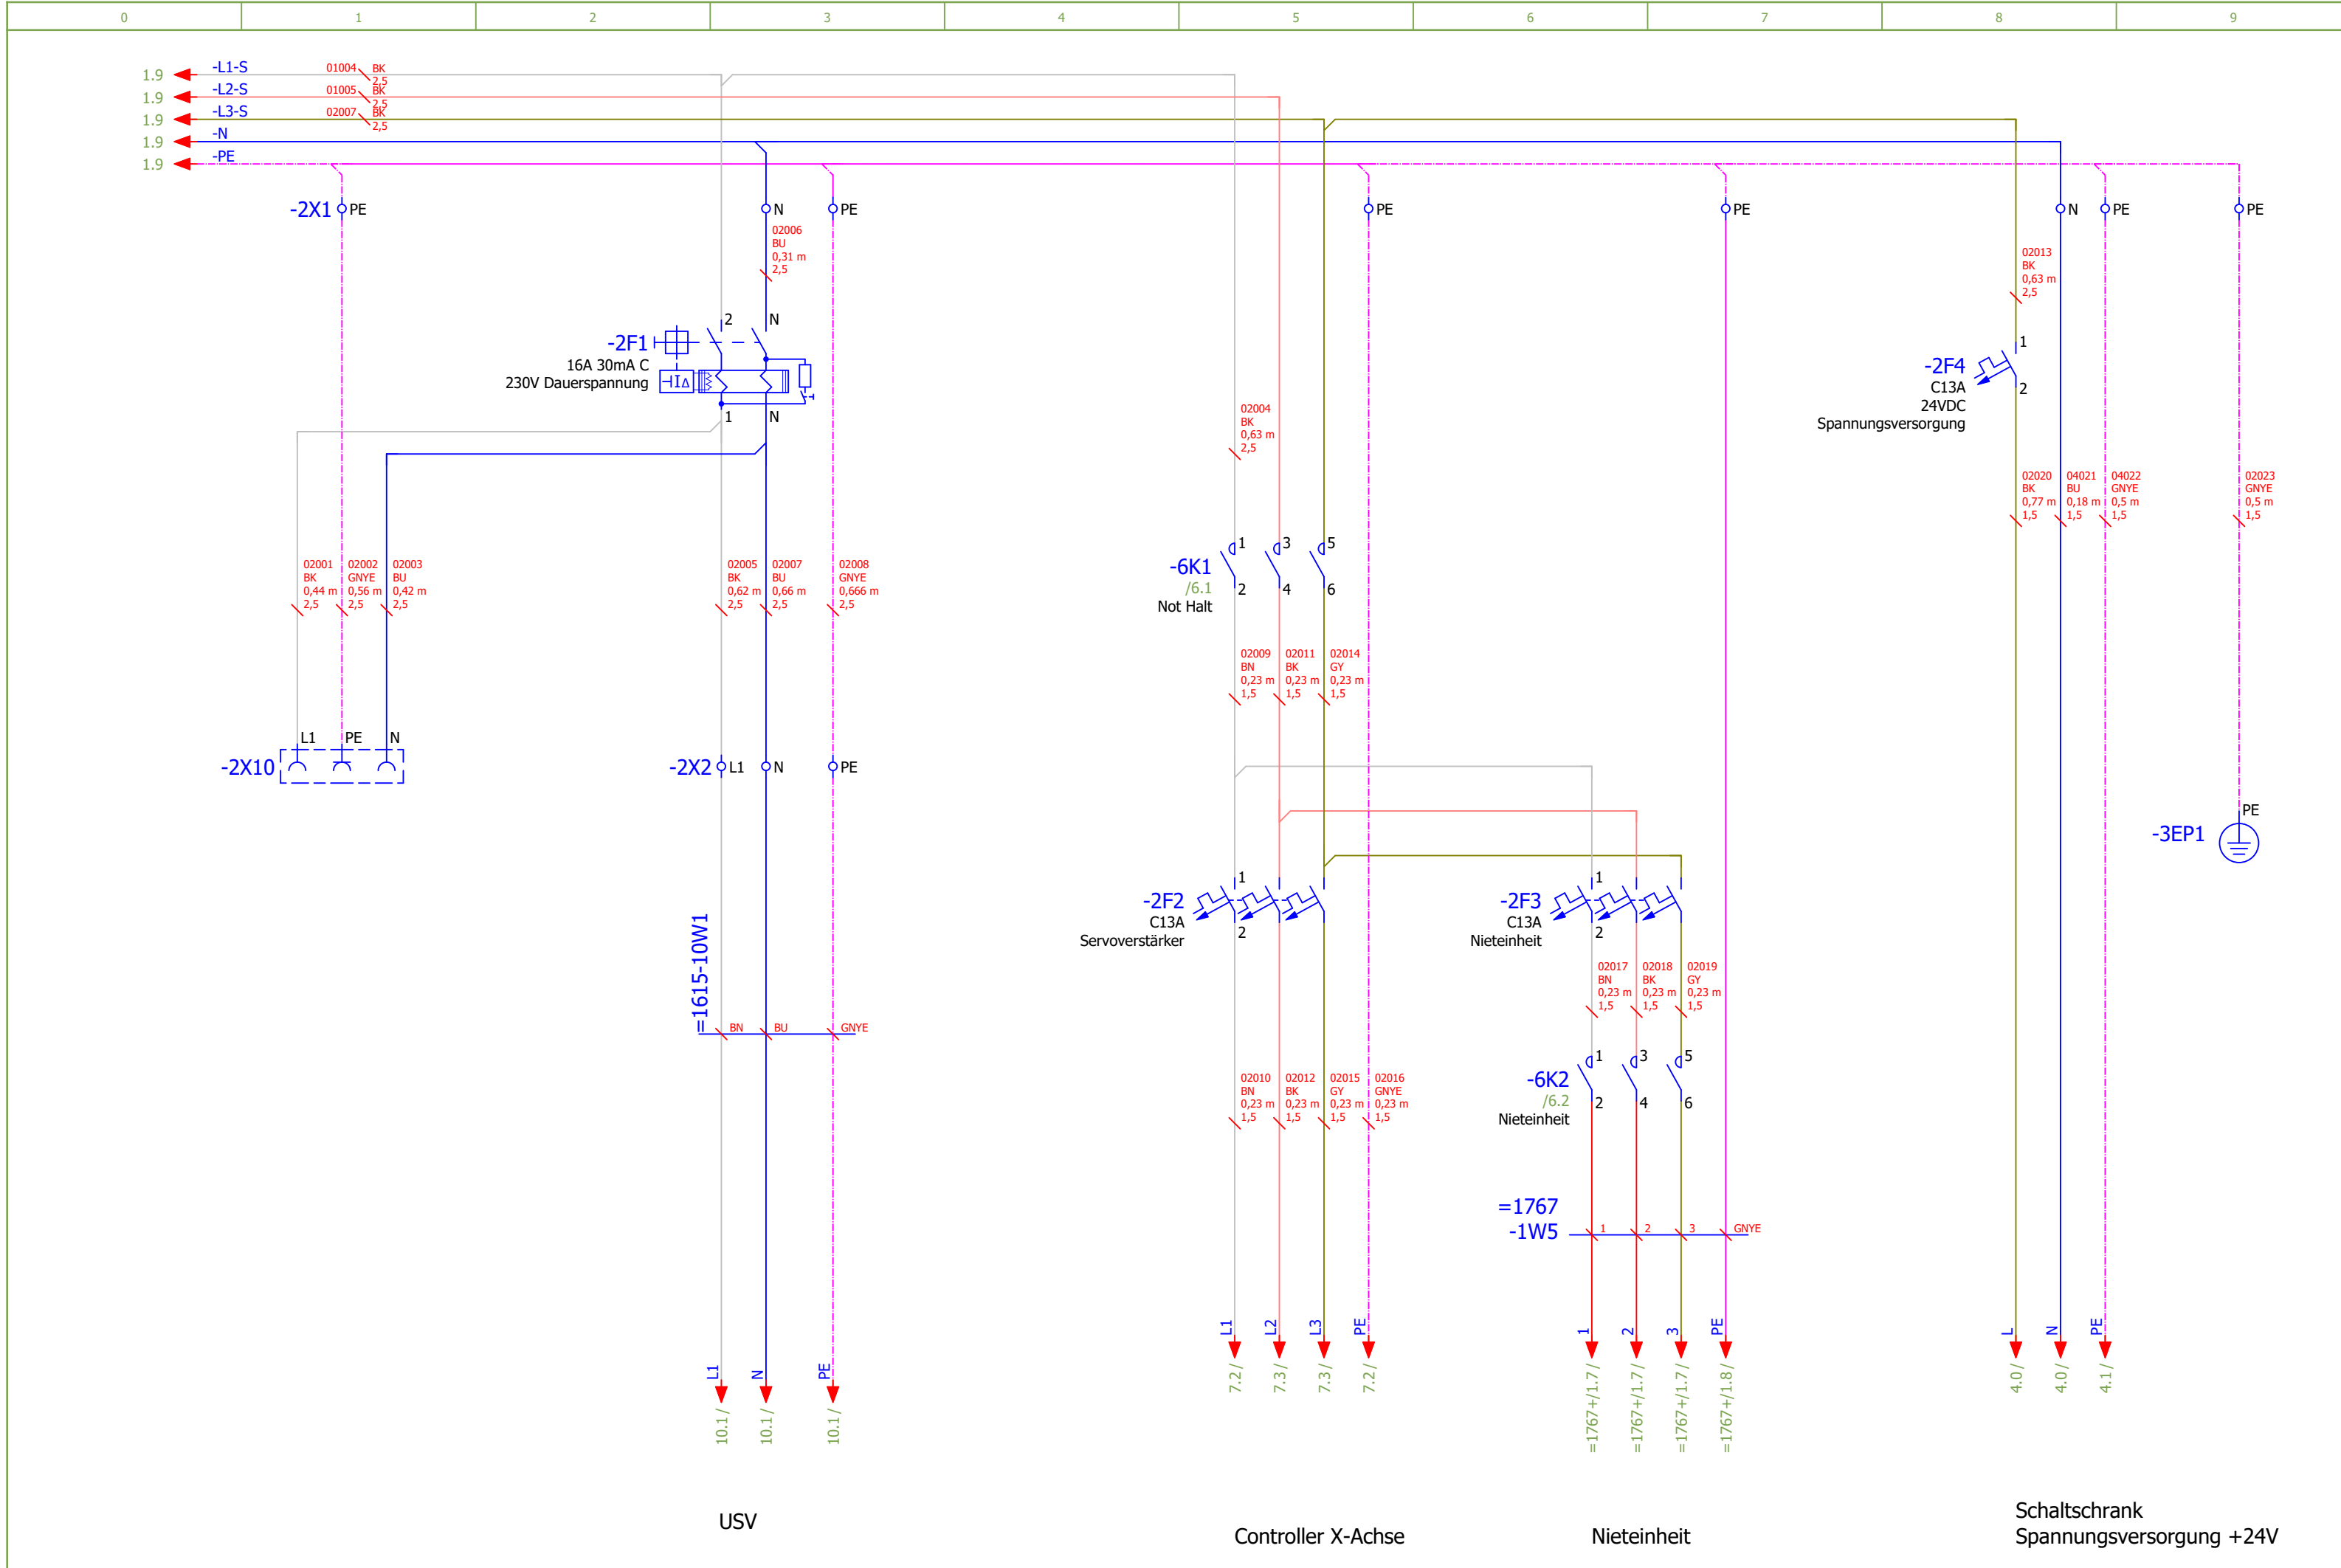 0 1 2 3 4 5 6 7 8 9
1.9 -L1-S 01004 BK
2,5
1.9 -L2-S 01005 BK
2,5
1.9 -L3-S 02007 BK
2,5
1.9 -N
1.9 -PE
-2X1 PE N PE PE PE N PE PE
02006
BU
0,31 m
2,5
02013
BK
0,63 m
2,5
2 N
-2F1
16A 30mA C
230V Dauerspannung
I∆
1 N
1
-2F4
C13A
24VDC
Spannungsversorgung
2
02004
BK
0,63 m
2,5
02020 04021 04022 02023
BK BU GNYE GNYE
0,77 m 0,18 m 0,5 m 0,5 m
1,5 1,5 1,5 1,5
1 3 5
-6K1
/6.1
Not Halt
2 4 6
02001 02002 02003 02005 02007 02008
BK GNYE BU BK BU GNYE
0,44 m 0,56 m 0,42 m 0,62 m 0,66 m 0,666 m
2,5 2,5 2,5 2,5 2,5 2,5
02009 02011 02014
BN BK GY
0,23 m 0,23 m 0,23 m
1,5 1,5 1,5
L1 PE N
-2X10
-2X2 L1 N PE
PE
-3EP1
1
-2F2
C13A
Servoverstärker
2
1
-2F3
C13A
Nieteinheit
2
=1615-10W1
BN BU GNYE
02017 02018 02019
BN BK GY
0,23 m 0,23 m 0,23 m
1,5 1,5 1,5
1 3 5
-6K2
/6.2
Nieteinheit
2 4 6
02010 02012 02015 02016
BN BK GY GNYE
0,23 m 0,23 m 0,23 m 0,23 m
1,5 1,5 1,5 1,5
=1767
-1W5
1 2 3 GNYE
L1 N PE
10.1 / 10.1 / 10.1 /
L1 L2 L3 PE
7.2 / 7.3 / 7.3 / 7.2 /
1 2 3 PE
=1767+/1.7 / =1767+/1.7 / =1767+/1.7 / =1767+/1.8 /
L N PE
4.0 / 4.0 / 4.1 /
USV
Controller X-Achse
Nieteinheit
Schaltschrank
Spannungsversorgung +24V